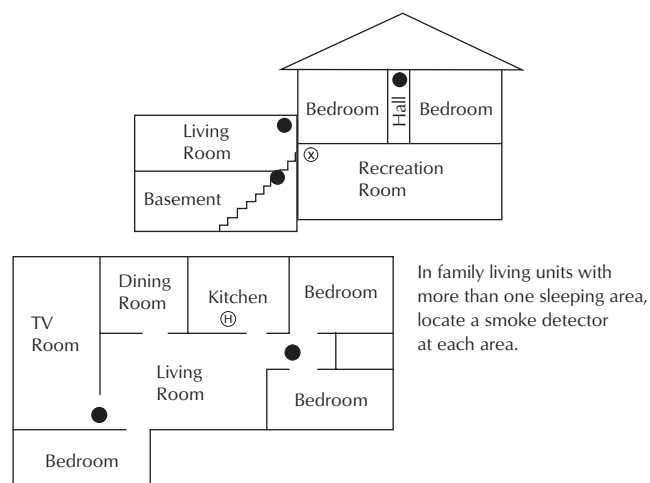 Bedroom
Hall
Bedroom
Living
Room
x
Recreation
Room
Basement
Dining
Room
Kitchen
H
Bedroom
TV
Room
Living
Room
Bedroom
Bedroom
In family living units with
more than one sleeping area,
locate a smoke detector
at each area.